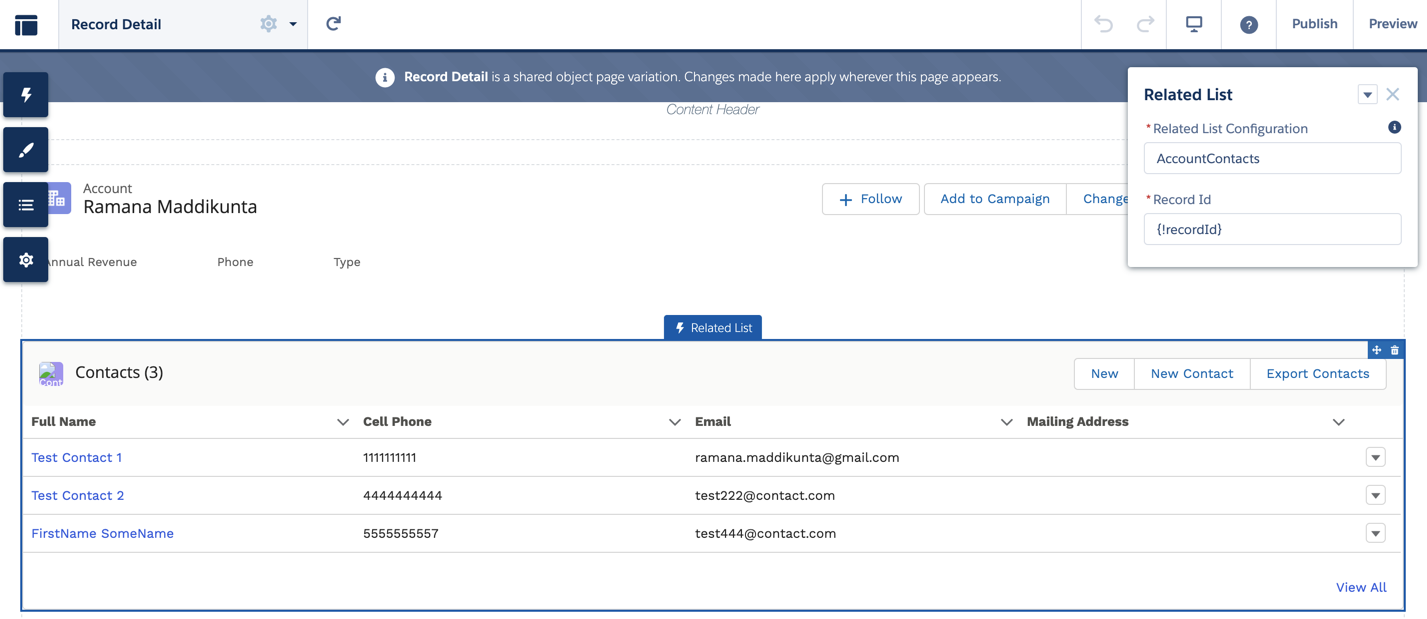 Record Detail
Publish
Preview
Record Detail is a shared object page variation. Changes made here apply wherever this page appears.
Content Header
Related List
*Related List Configuration
AccountContacts
*Record Id
{!recordId}
Account
Ramana Maddikunta
Follow
Add to Campaign
Change
Annual Revenue
Phone
Type
Related List
Cont
Contacts (3)
New
New Contact
Export Contacts
Full Name
Cell Phone
Email
Mailing Address
Test Contact 1
1111111111
ramana.maddikunta@gmail.com
Test Contact 2
4444444444
test222@contact.com
FirstName SomeName
5555555557
test444@contact.com
View All